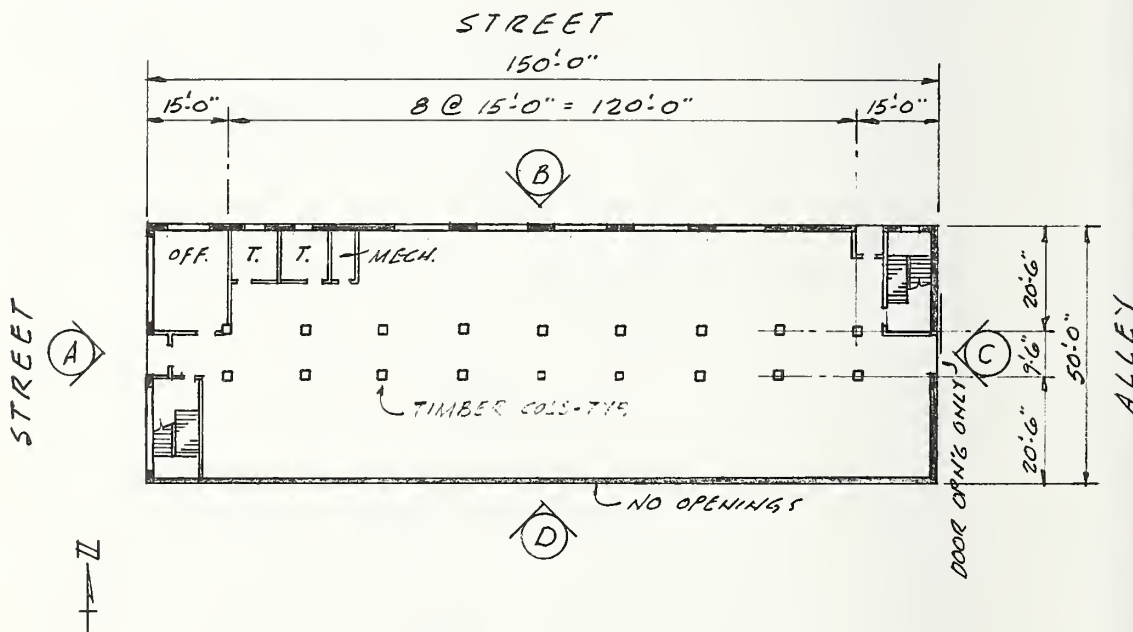 STREET
150'-0"
15'-0"
8 @ 15'-0" = 120'-0"
15'-0"
B
OFF.
T.
T.
MECH.
20'-6"
STREET
A
C
9'-6"
50'-0"
ALLEY
TIMBER COLS-TYP.
20'-6"
NO OPENINGS
DOOR OPN'G ONLY
D
N